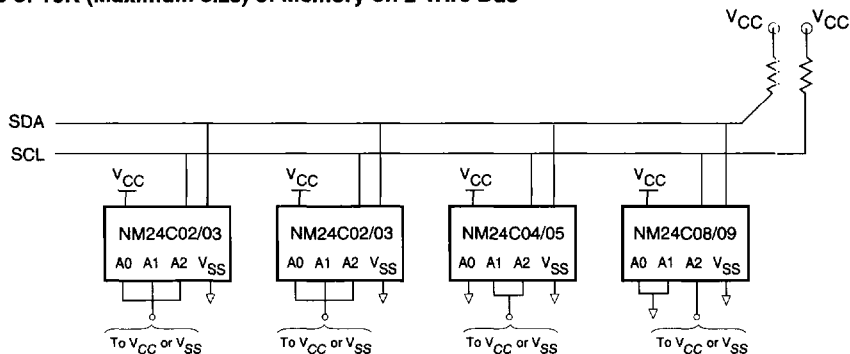 of 16K (Maximum Size) of Memory on 2-Wire Bus
VCC VCC
SDA
SCL
VCC VCC VCC VCC
NM24C02/03 NM24C02/03 NM24C04/05 NM24C08/09
A0 A1 A2 VSS A0 A1 A2 VSS A0 A1 A2 VSS A0 A1 A2 VSS
To VCC or VSS To VCC or VSS To VCC or VSS To VCC or VSS